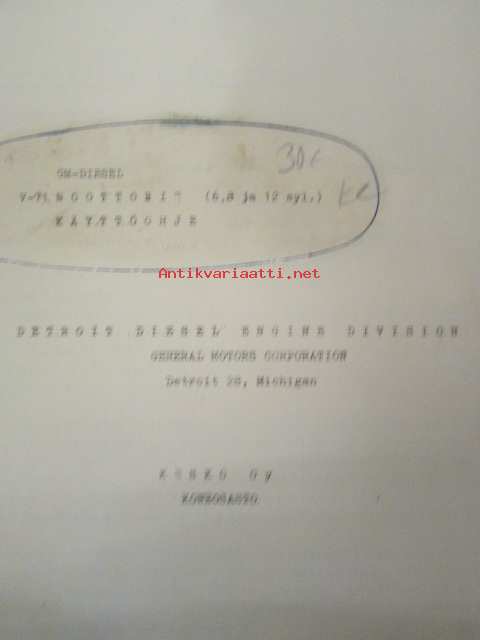 30€
GM-DIESEL
V-71 MOOTTORIT (6,8 ja 12 syl.)
KÄYTTÖOHJE
Antikvariaatti.net
DETROIT DIESEL ENGINE DIVISION
GENERAL MOTORS CORPORATION
Detroit 28, Michigan
KESKO Oy
KONEOSASTO